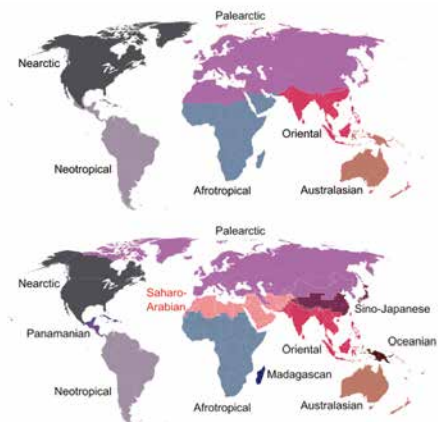 Palearctic
Nearctic
Oriental
Neotropical
Afrotropical
Australasian
Palearctic
Nearctic
Saharo-
Arabian
Sino-Japanese
Panamanian
Oceanian
Oriental
Madagascan
Neotropical
Afrotropical
Australasian